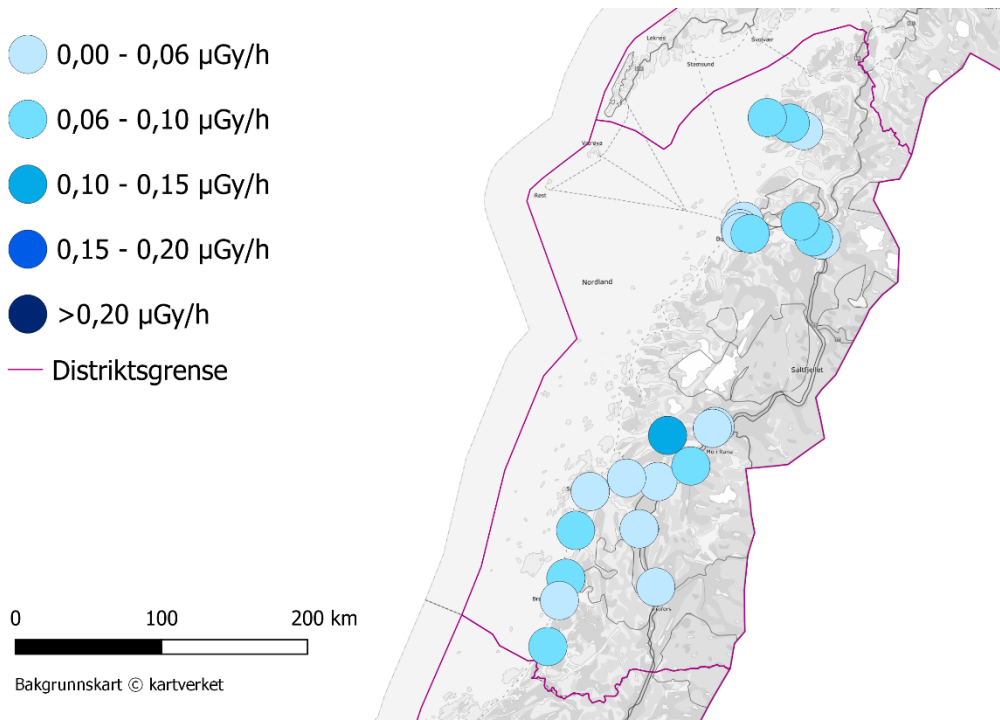 0,00 - 0,06 µGy/h
0,06 - 0,10 µGy/h
0,10 - 0,15 µGy/h
0,15 - 0,20 µGy/h
>0,20 µGy/h
Distriktsgrense
Leknes
Svolvær
Stamsund
Værøya
Røst
Nordland
Saltfjellet
Mo i Rana
0 100 200 km
Bakgrunnskart © kartverket